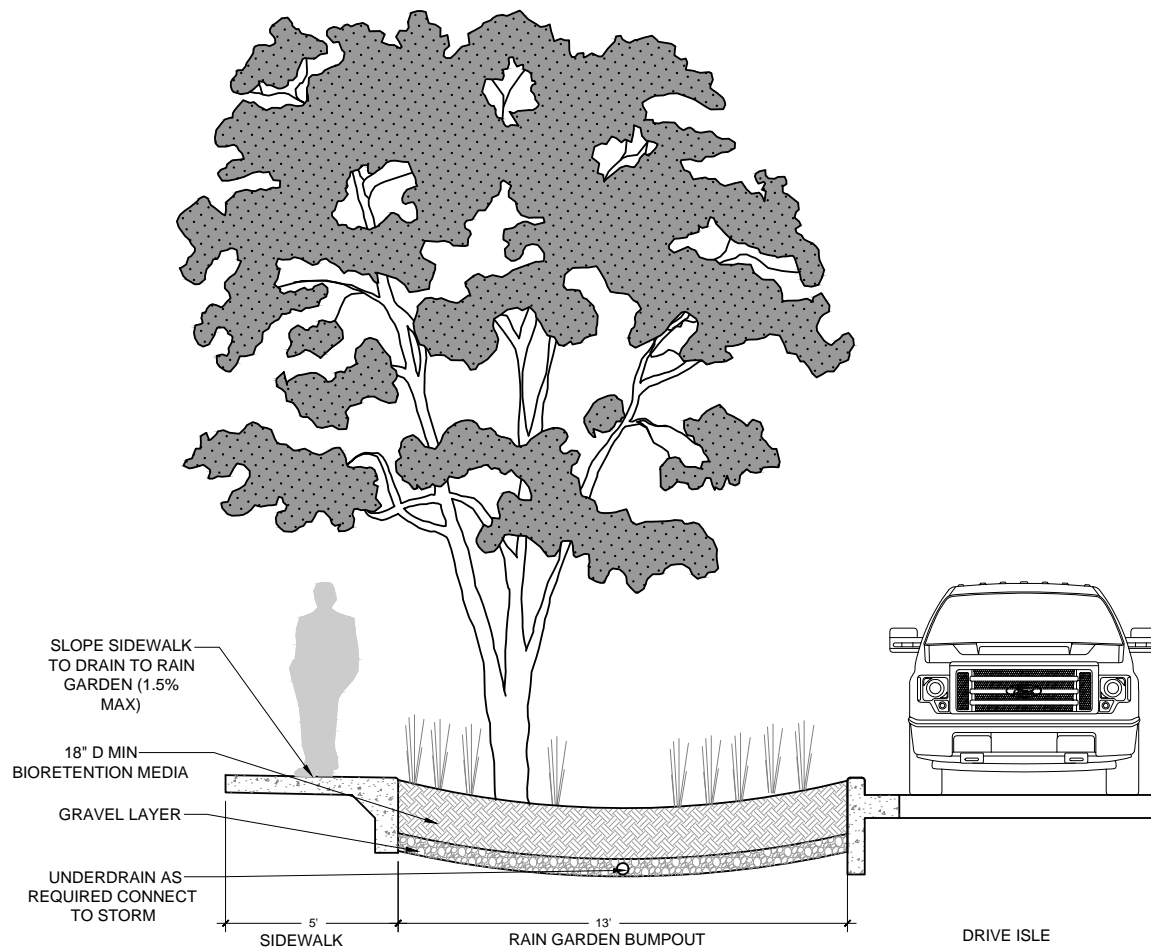 SLOPE SIDEWALK
TO DRAIN TO RAIN
GARDEN (1.5%
MAX)
18" D MIN
BIORETENTION MEDIA
GRAVEL LAYER
UNDERDRAIN AS
REQUIRED CONNECT
TO STORM
5'
SIDEWALK
13'
RAIN GARDEN BUMPOUT
DRIVE ISLE